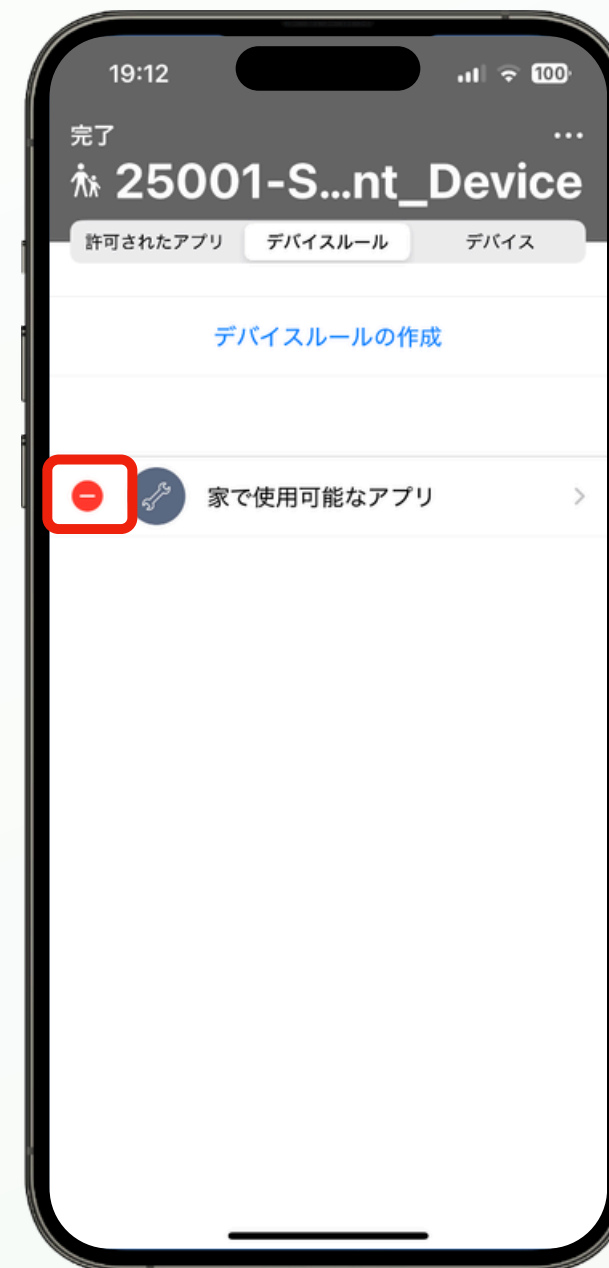 19:12
100
完了
25001-S...nt_Device
許可されたアプリ
デバイスルール
デバイス
デバイスルールの作成
家で使用可能なアプリ